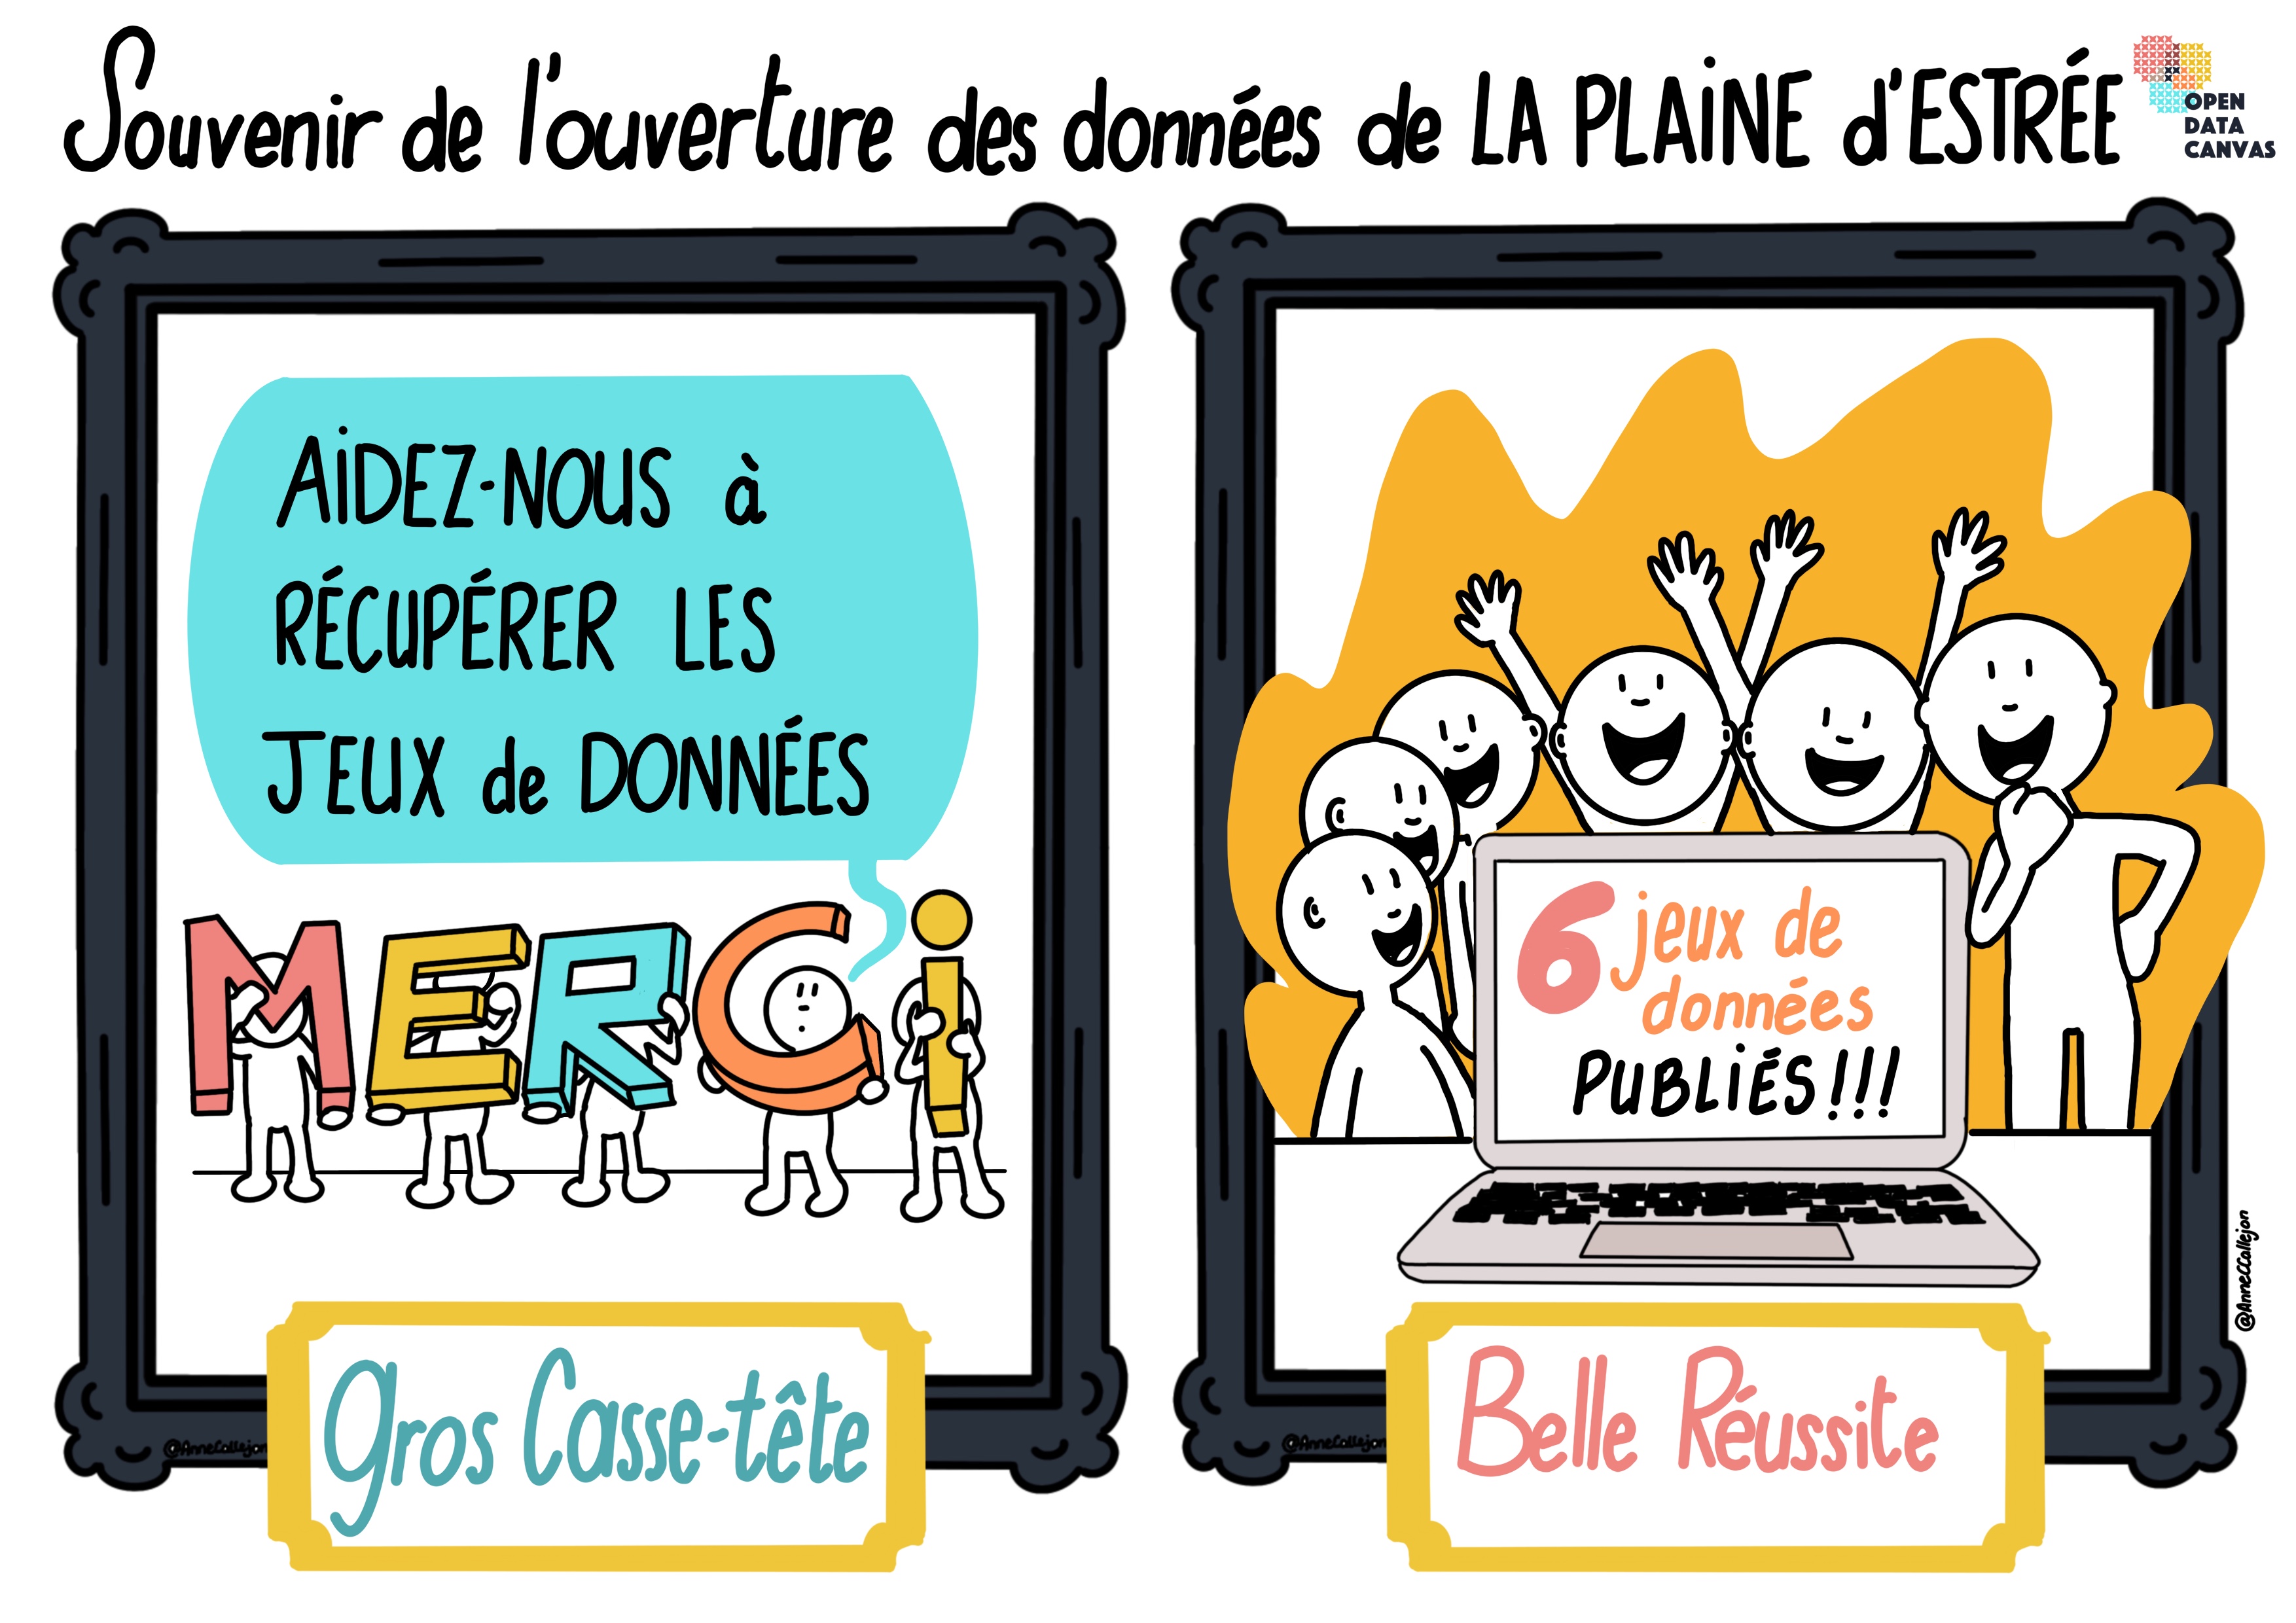 Souvenir de l'ouverture des données de LA PLAINE d'ESTRÉE
OPEN
DATA
CANVAS
AIDEZ-NOUS à
RÉCUPÉRER LES
JEUX de DONNÉES
MERCI
Gros Casse-tête
@AnneCallejon
6 jeux de
données
PUBLIÉS!!!
Belle Réussite
@AnneCallejon
@AnneCCallejon